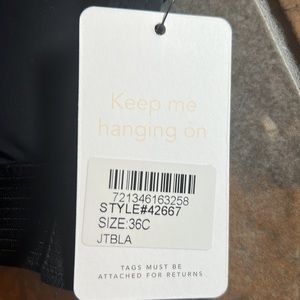 Keep me
hanging on
721346163258
STYLE#42667
SIZE:36C
JTBLA
TAGS MUST BE
ATTACHED FOR RETURNS